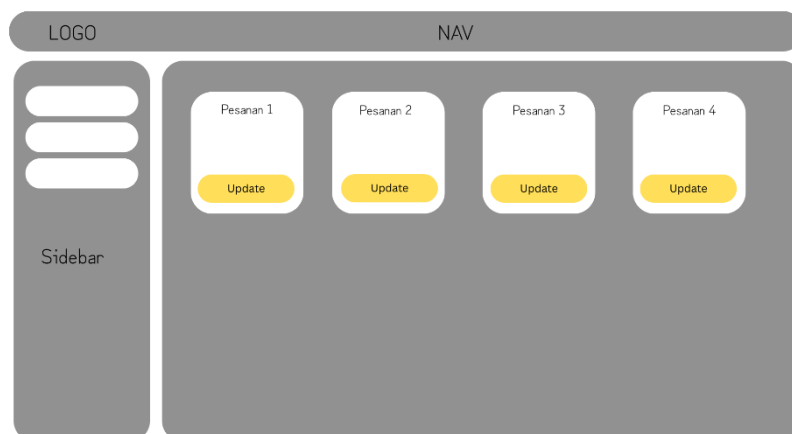 LOGO
NAV
Pesanan 1
Pesanan 2
Pesanan 3
Pesanan 4
Update
Update
Update
Update
Sidebar